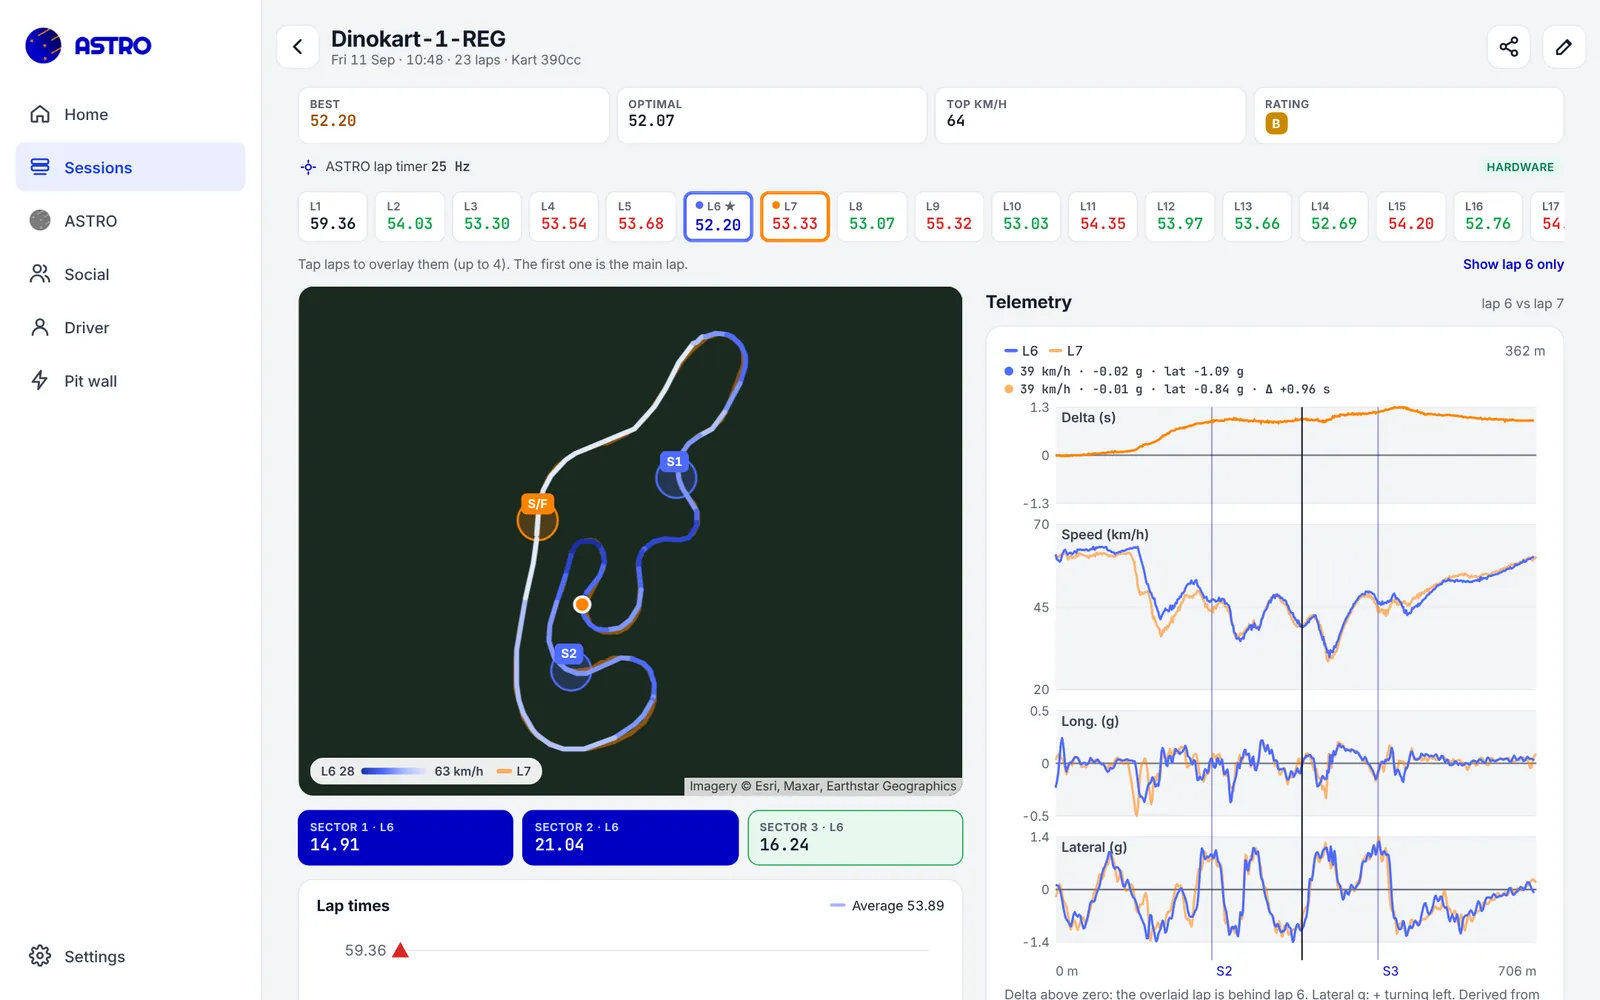 ASTRO
Home
Sessions
ASTRO
Social
Driver
Pit wall
Settings
Dinokart-1-REG
Fri 11 Sep · 10:48 · 23 laps · Kart 390cc
BEST
52.20
OPTIMAL
52.07
TOP KM/H
64
RATING
B
ASTRO lap timer 25 Hz
HARDWARE
L1
59.36
L2
54.03
L3
53.30
L4
53.54
L5
53.68
L6 ★
52.20
L7
53.33
L8
53.07
L9
55.32
L10
53.03
L11
54.35
L12
53.97
L13
53.66
L14
52.69
L15
54.20
L16
52.76
L17
54.
Tap laps to overlay them (up to 4). The first one is the main lap.
Show lap 6 only
S1
S/F
S2
L6 28 63 km/h L7
Imagery © Esri, Maxar, Earthstar Geographics
SECTOR 1 · L6
14.91
SECTOR 2 · L6
21.04
SECTOR 3 · L6
16.24
Lap times
Average 53.89
59.36
Telemetry
lap 6 vs lap 7
L6 L7
362 m
39 km/h · -0.02 g · lat -1.09 g
39 km/h · -0.01 g · lat -0.84 g · Δ +0.96 s
1.3
Delta (s)
0
-1.3
70
Speed (km/h)
45
20
0.5
Long. (g)
0
-0.5
1.4
Lateral (g)
0
-1.4
0 m
S2
S3
706 m
Delta above zero: the overlaid lap is behind lap 6. Lateral g: + turning left. Derived from